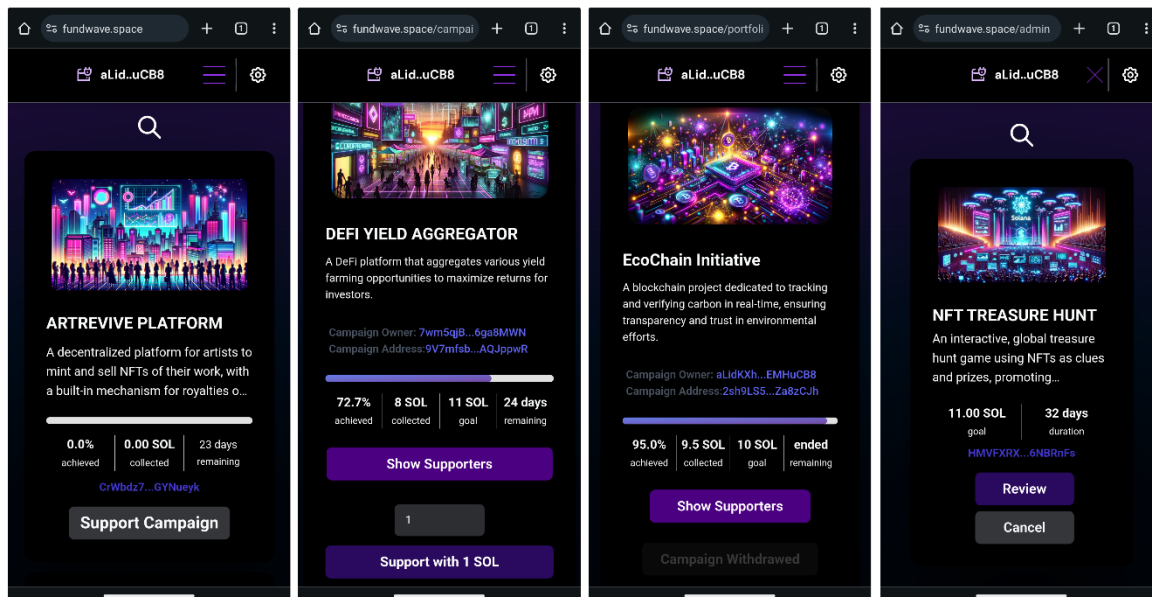 fundwave.space
1
aLid..uCB8
ARTREVIVE PLATFORM
A decentralized platform for artists to
mint and sell NFTs of their work, with
a built-in mechanism for royalties o...
0.0%
achieved
0.00 SOL
collected
23 days
remaining
CrWbdz7...GYNueyk
Support Campaign
fundwave.space/campai
1
aLid..uCB8
DEFI YIELD AGGREGATOR
A DeFi platform that aggregates various yield
farming opportunities to maximize returns for
investors.
Campaign Owner: 7wm5qjB...6ga8MWN
Campaign Address:9V7mfsb...AQJppwR
72.7%
achieved
8 SOL
collected
11 SOL
goal
24 days
remaining
Show Supporters
1
Support with 1 SOL
fundwave.space/portfoli
1
aLid..uCB8
EcoChain Initiative
A blockchain project dedicated to tracking
and verifying carbon in real-time, ensuring
transparency and trust in environmental
efforts.
Campaign Owner: aLidKXh...EMHuCB8
Campaign Address:2sh9LS5...Za8zCJh
95.0%
achieved
9.5 SOL
collected
10 SOL
goal
ended
remaining
Show Supporters
Campaign Withdrawed
fundwave.space/admin
1
aLid..uCB8
Solana
NFT TREASURE HUNT
An interactive, global treasure
hunt game using NFTs as clues
and prizes, promoting...
11.00 SOL
goal
32 days
duration
HMVFXRX...6NBRnFs
Review
Cancel